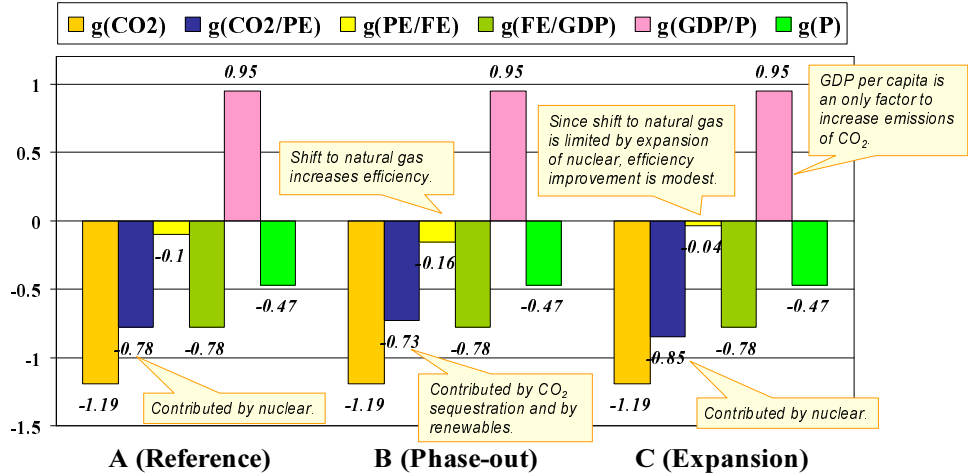 g(CO2) g(CO2/PE) g(PE/FE) g(FE/GDP) g(GDP/P) g(P)
1
0.5
0
-0.5
-1
-1.5
0.95
0.95
0.95
GDP per capita is
an only factor to
increase emissions
of CO₂.
Since shift to natural gas
is limited by expansion
of nuclear, efficiency
improvement is modest.
Shift to natural gas
increases efficiency.
-0.1
-0.16
-0.04
-0.47
-0.47
-0.47
-0.78
-0.78
-0.73
-0.78
-0.85
-0.78
-1.19
-1.19
-1.19
Contributed by nuclear.
Contributed by CO₂
sequestration and by
renewables.
Contributed by nuclear.
A (Reference)
B (Phase-out)
C (Expansion)